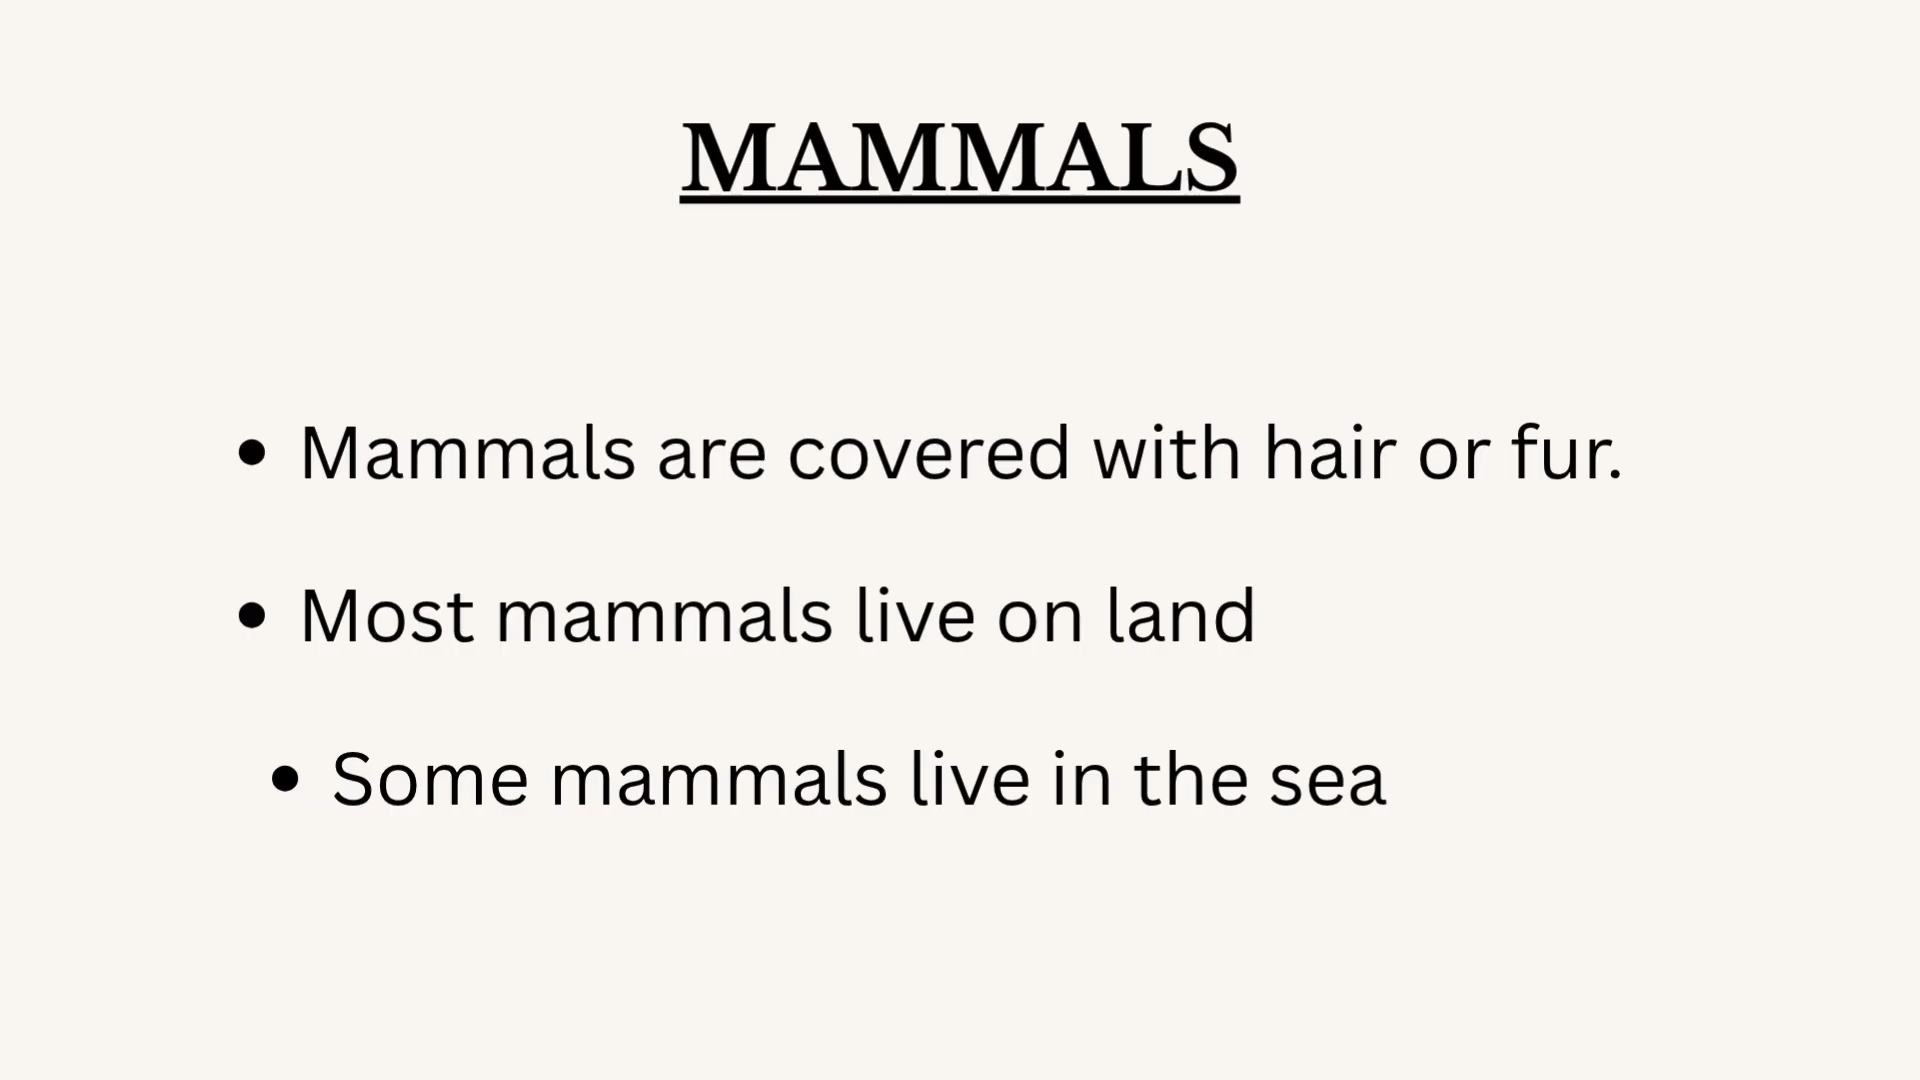 MAMMALS
• Mammals are covered with hair or fur.
• Most mammals live on land
• Some mammals live in the sea